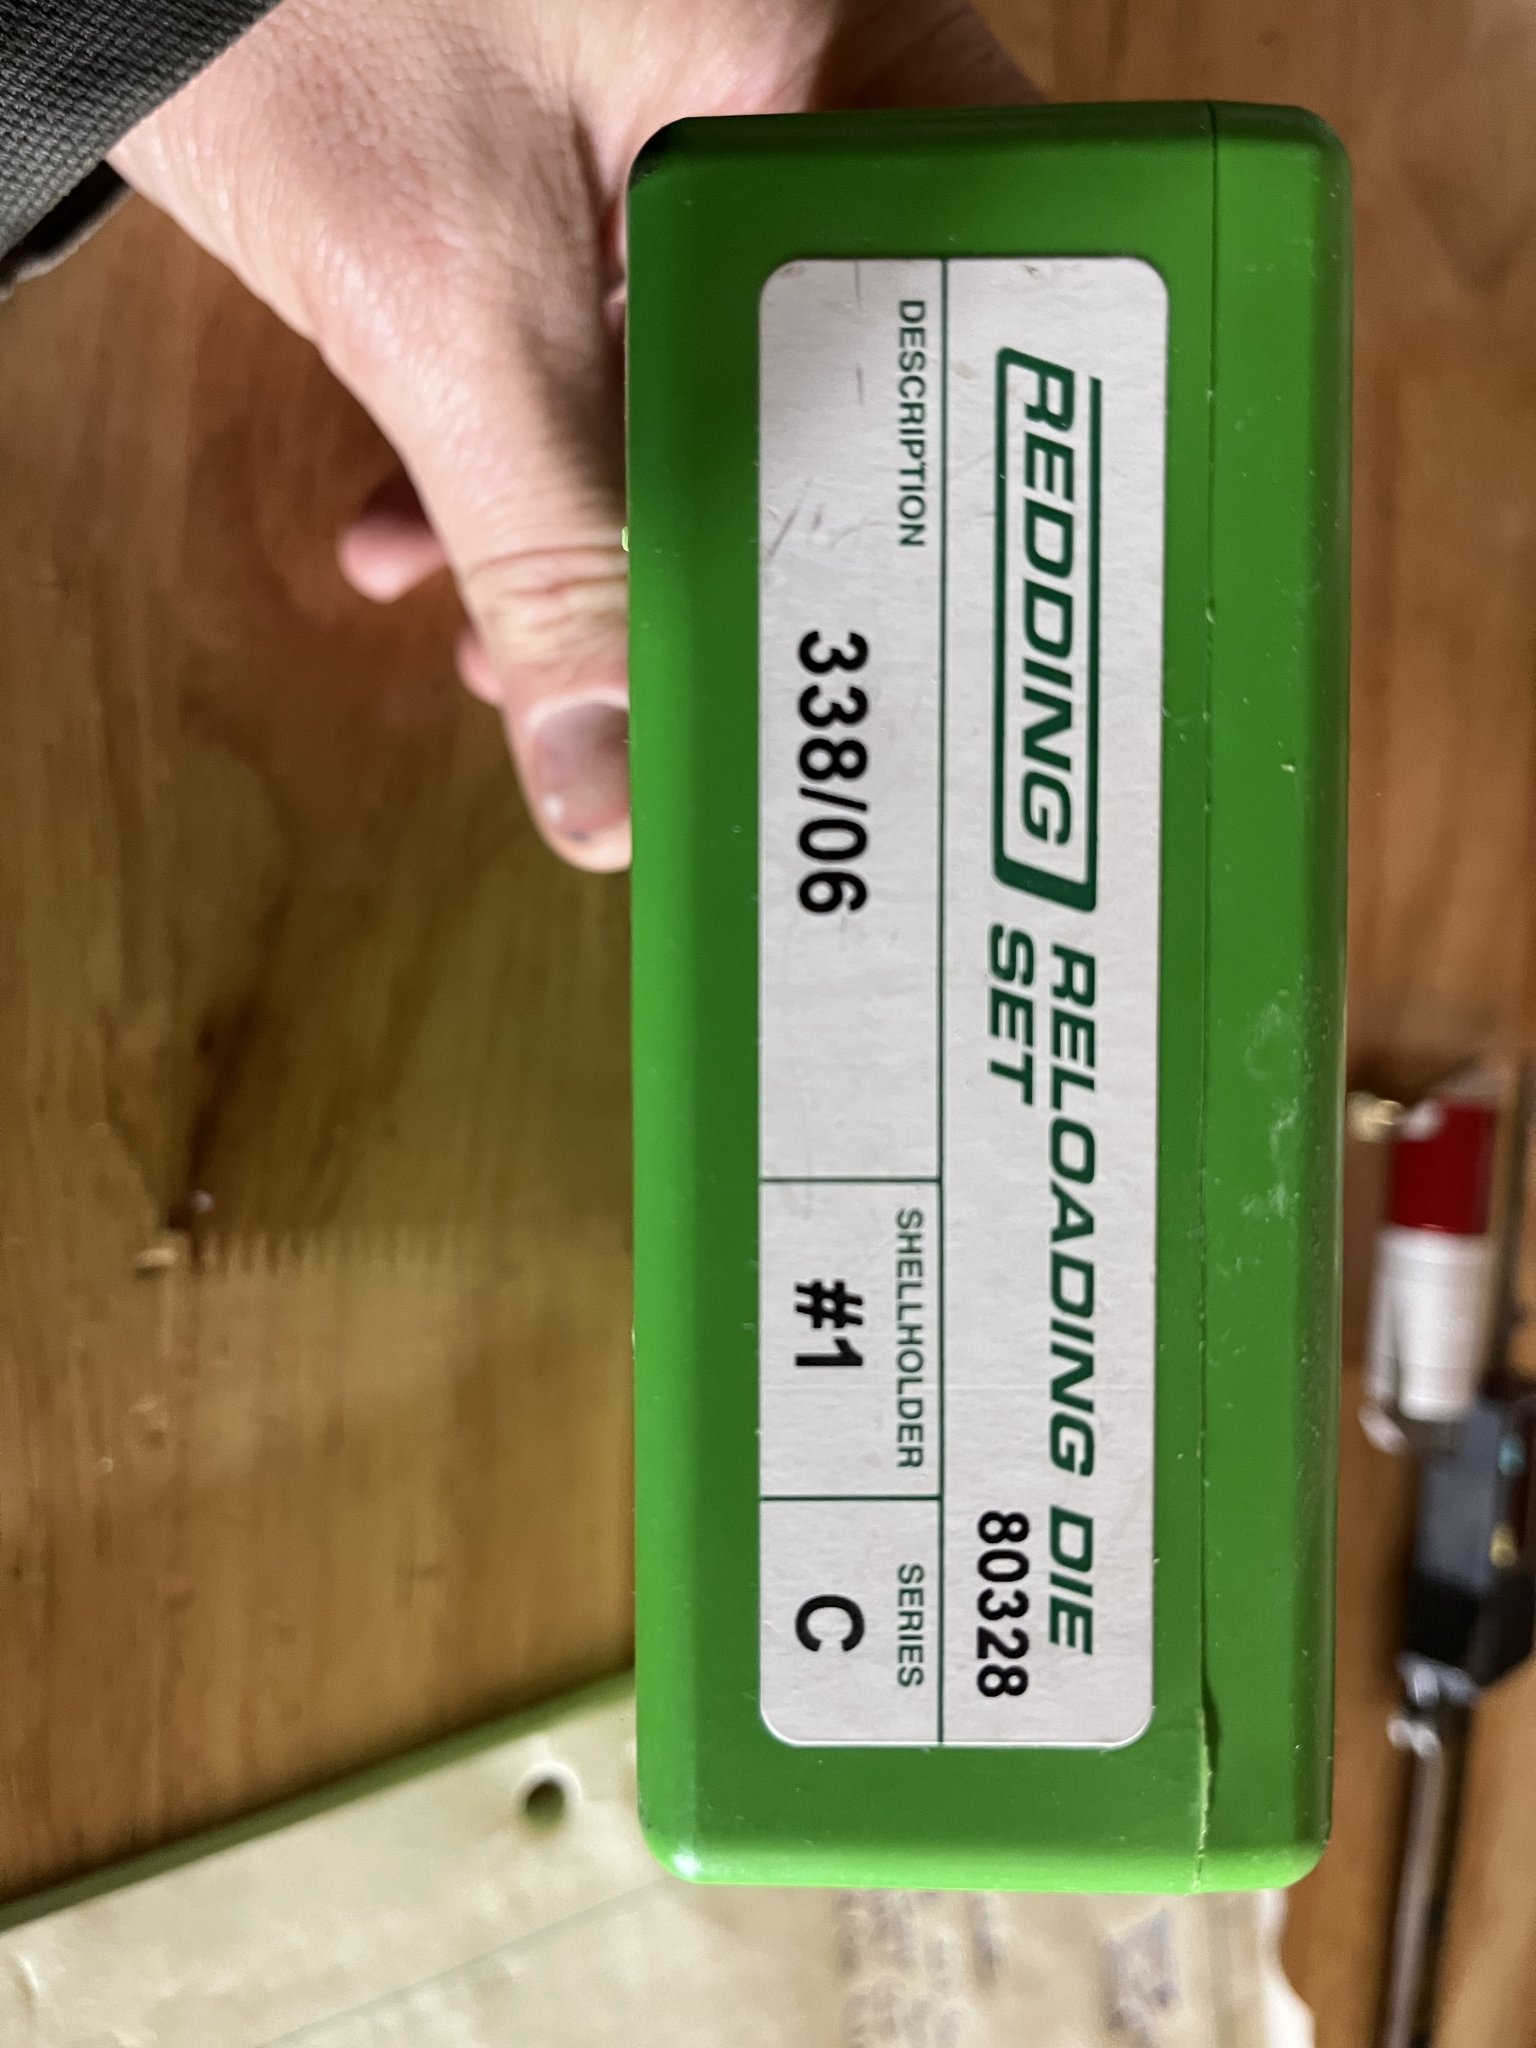 REDDING RELOADING DIE
SET 80328
DESCRIPTION SHELLHOLDER SERIES
338/06 #1 C